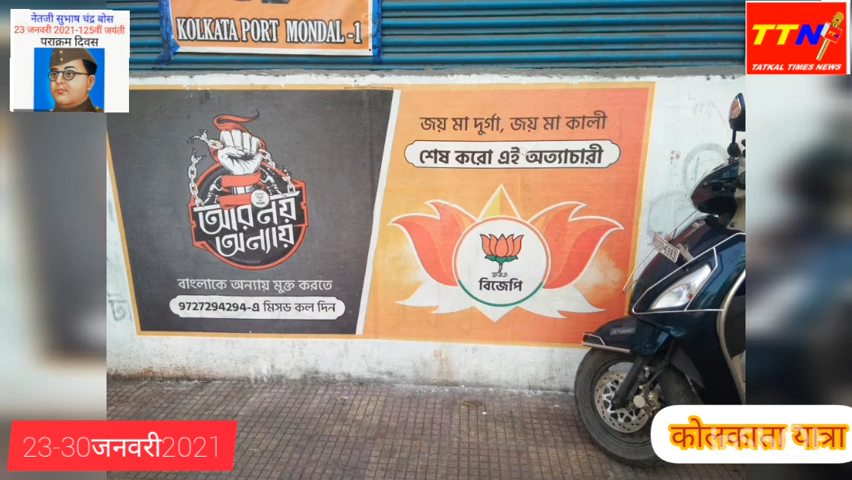 नेतजी सुभाष चंद्र बोस
23 जनवरी 2021-125वीं जयंती
पराक्रम दिवस
KOLKATA PORT MONDAL -1
TTN
TATKAL TIMES NEWS
আর নয়
অন্যায়
বাংলাকে অন্যায় মুক্ত করতে
9727294294-এ মিসড কল দিন
জয় মা দুর্গা, জয় মা কালী
শেষ করো এই অত্যাচারী
বিজেপি
23-30जनवरी2021
कोलकाता यात्रा